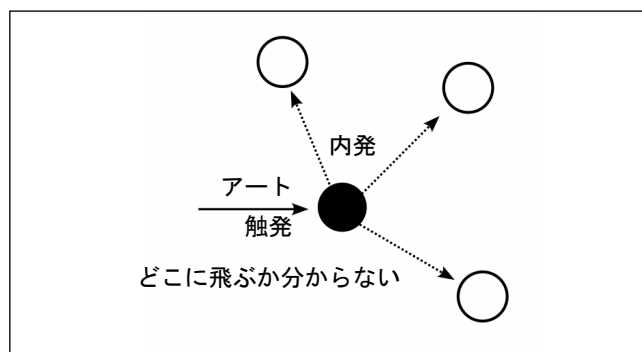 内発
アート
触発
どこに飛ぶか分からない